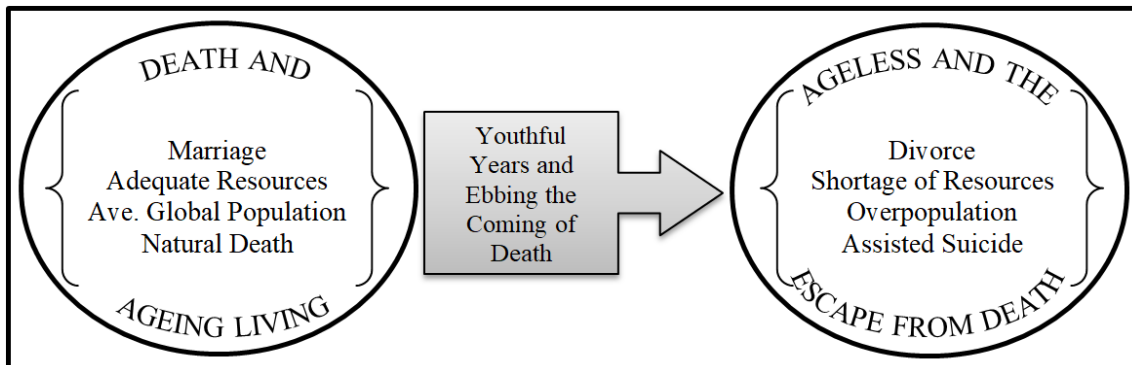 DEATH AND
Marriage
Adequate Resources
Ave. Global Population
Natural Death
AGEING LIVING
Youthful
Years and
Ebbing the
Coming of
Death
AGELESS AND THE
Divorce
Shortage of Resources
Overpopulation
Assisted Suicide
ESCAPE FROM DEATH